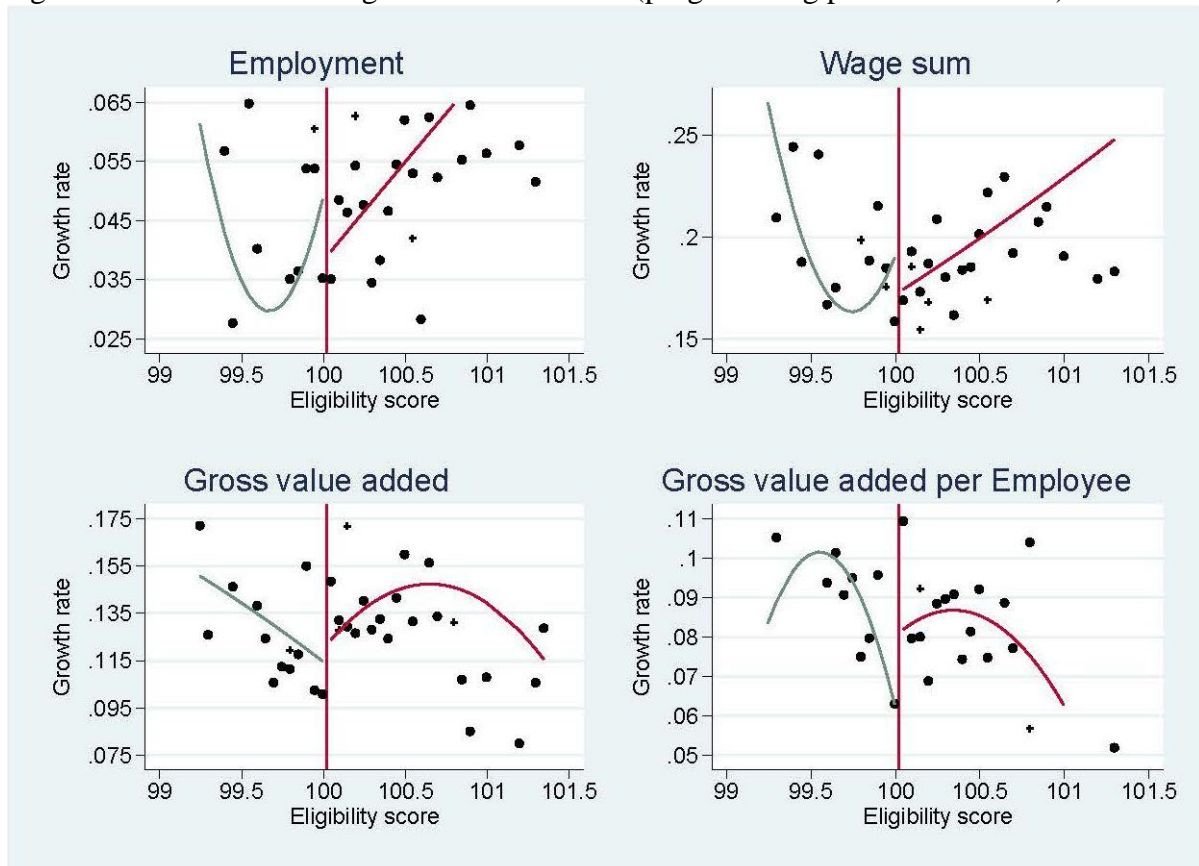 Employment
Growth rate
.065
.055
.045
.035
.025
99 99.5 100 100.5 101 101.5
Eligibility score
Wage sum
Growth rate
.25
.2
.15
99 99.5 100 100.5 101 101.5
Eligibility score
Gross value added
Growth rate
.175
.155
.135
.115
.095
.075
99 99.5 100 100.5 101 101.5
Eligibility score
Gross value added per Employee
Growth rate
.11
.1
.09
.08
.07
.06
.05
99 99.5 100 100.5 101 101.5
Eligibility score